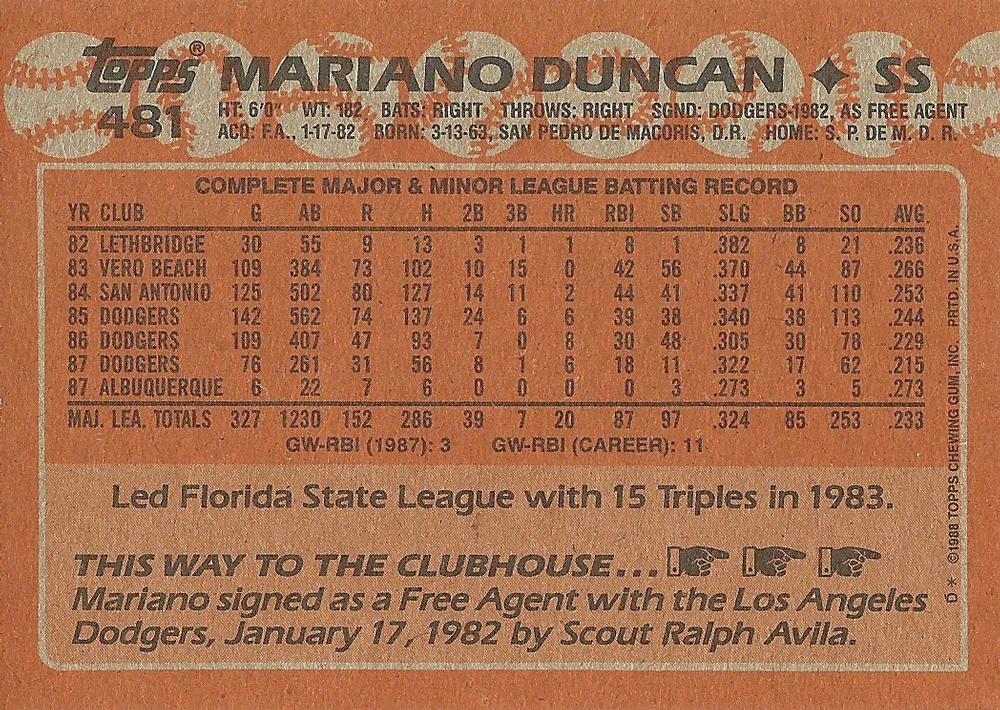 Topps® MARIANO DUNCAN ✦ SS
481 HT: 6'0" WT: 182 BATS: RIGHT THROWS: RIGHT SGND: DODGERS-1982, AS FREE AGENT
ACQ: F.A., 1-17-82 BORN: 3-13-63, SAN PEDRO DE MACORIS, D.R. HOME: S. P. DE M. D. R.
COMPLETE MAJOR & MINOR LEAGUE BATTING RECORD
YR CLUB G AB R H 2B 3B HR RBI SB SLG BB SO AVG.
82 LETHBRIDGE 30 55 9 13 3 1 1 8 1 .382 8 21 .236
83 VERO BEACH 109 384 73 102 10 15 0 42 56 .370 44 87 .266
84 SAN ANTONIO 125 502 80 127 14 11 2 44 41 .337 41 110 .253
85 DODGERS 142 562 74 137 24 6 6 39 38 .340 38 113 .244
86 DODGERS 109 407 47 93 7 0 8 30 48 .305 30 78 .229
87 DODGERS 76 261 31 56 8 1 6 18 11 .322 17 62 .215
87 ALBUQUERQUE 6 22 7 6 0 0 0 0 3 .273 3 5 .273
MAJ. LEA. TOTALS 327 1230 152 286 39 7 20 87 97 .324 85 253 .233
GW-RBI (1987): 3 GW-RBI (CAREER): 11
Led Florida State League with 15 Triples in 1983.
THIS WAY TO THE CLUBHOUSE...
Mariano signed as a Free Agent with the Los Angeles
Dodgers, January 17, 1982 by Scout Ralph Avila.
D* ©1988 TOPPS CHEWING GUM, INC. PRTD. IN U.S.A.